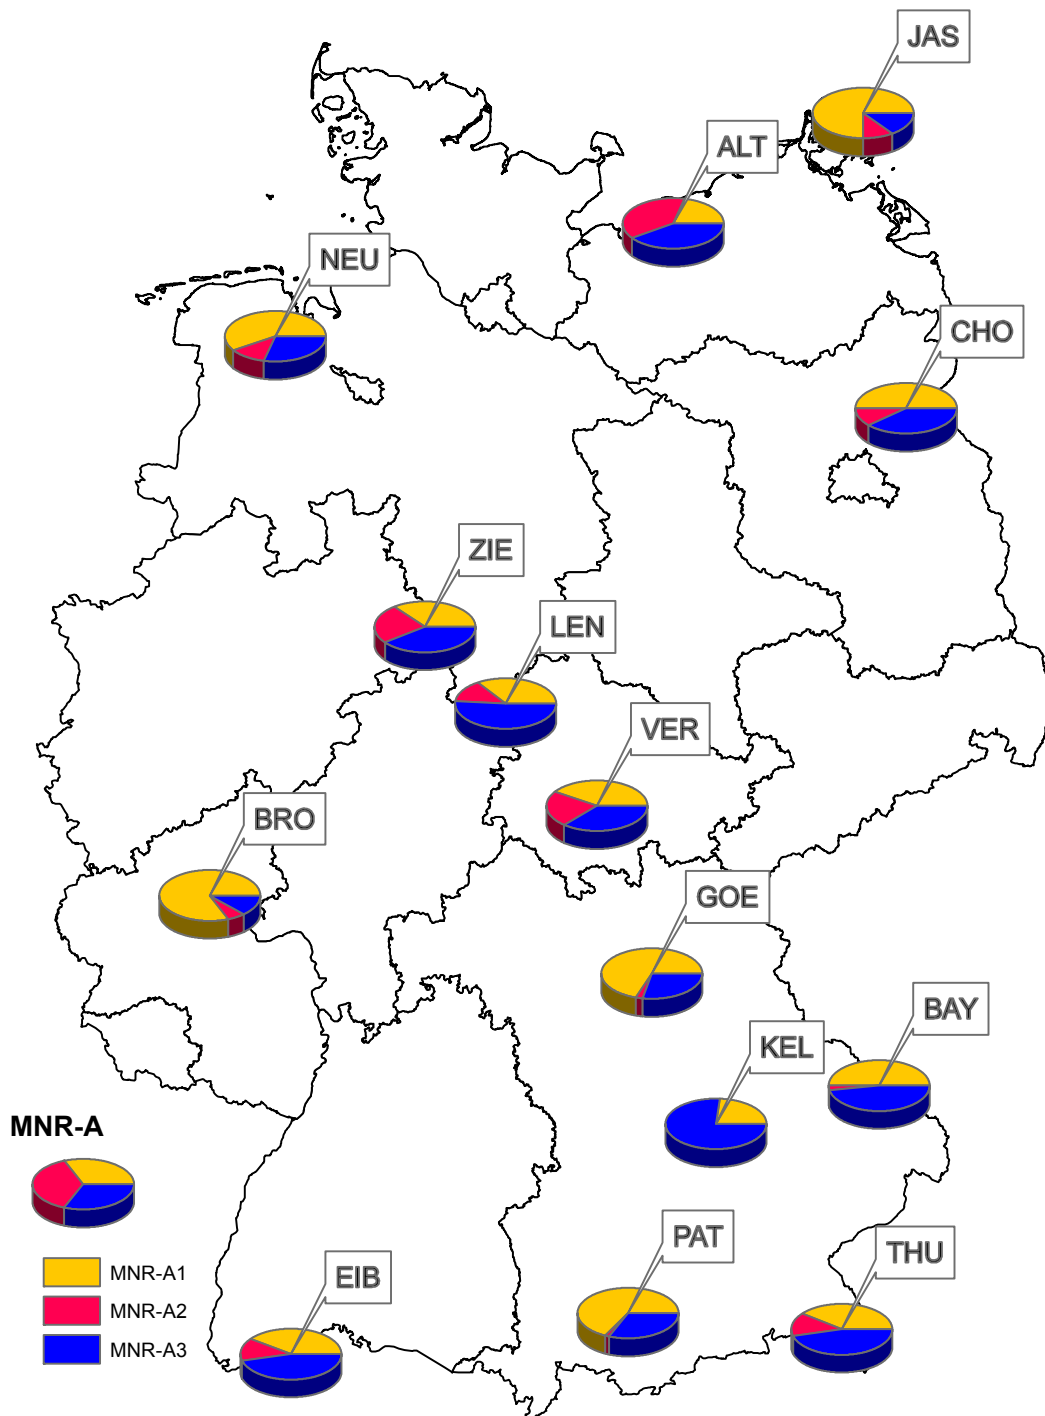 JAS
ALT
NEU
CHO
ZIE
LEN
VER
BRO
GOE
BAY
KEL
MNR-A
PAT
THU
EIB
MNR-A1
MNR-A2
MNR-A3